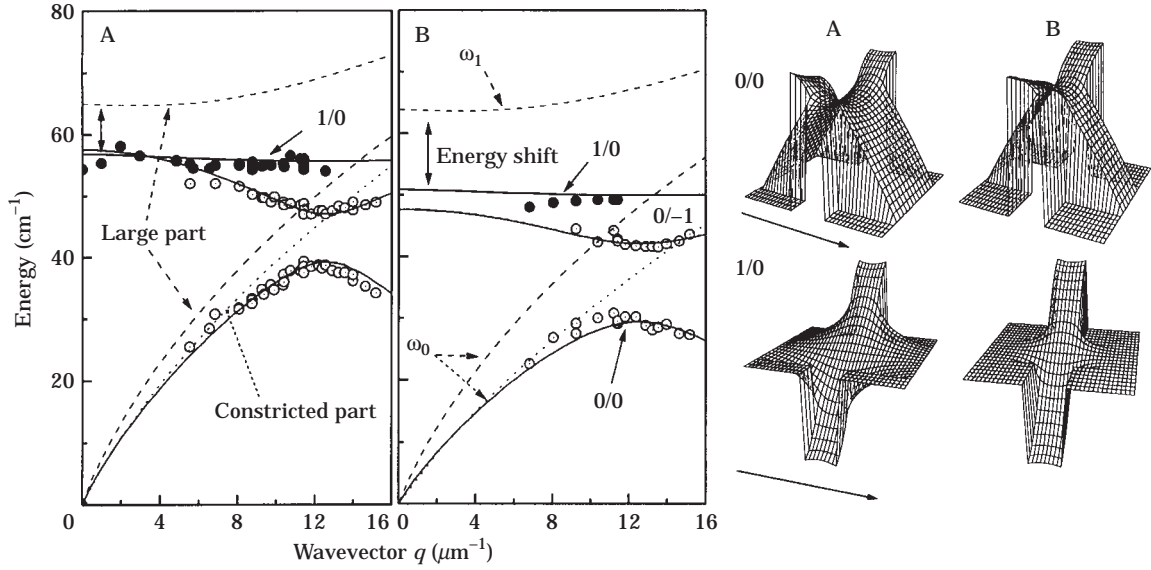 80
60
40
20
0
Energy (cm⁻¹)
A
1/0
Large part
Constricted part
0 4 8 12 16
B
ω₁
Energy shift
1/0
0/−1
ω₀
0/0
4 8 12 16
Wavevector q (μm⁻¹)
A B
0/0
1/0